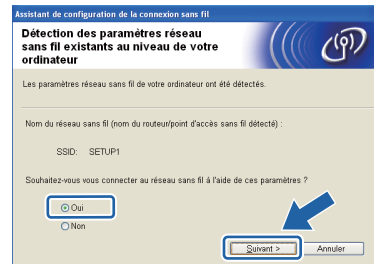 Assistant de configuration de la connexion sans fil
Détection des paramètres réseau
sans fil existants au niveau de votre
ordinateur
Les paramètres réseau sans fil de votre ordinateur ont été détectés.
Nom du réseau sans fil (nom du routeur/point d'accès sans fil détecté) :
SSID: SETUP1
Souhaitez-vous vous connecter au réseau sans fil à l'aide de ces paramètres ?
Oui
Non
Suivant >
Annuler